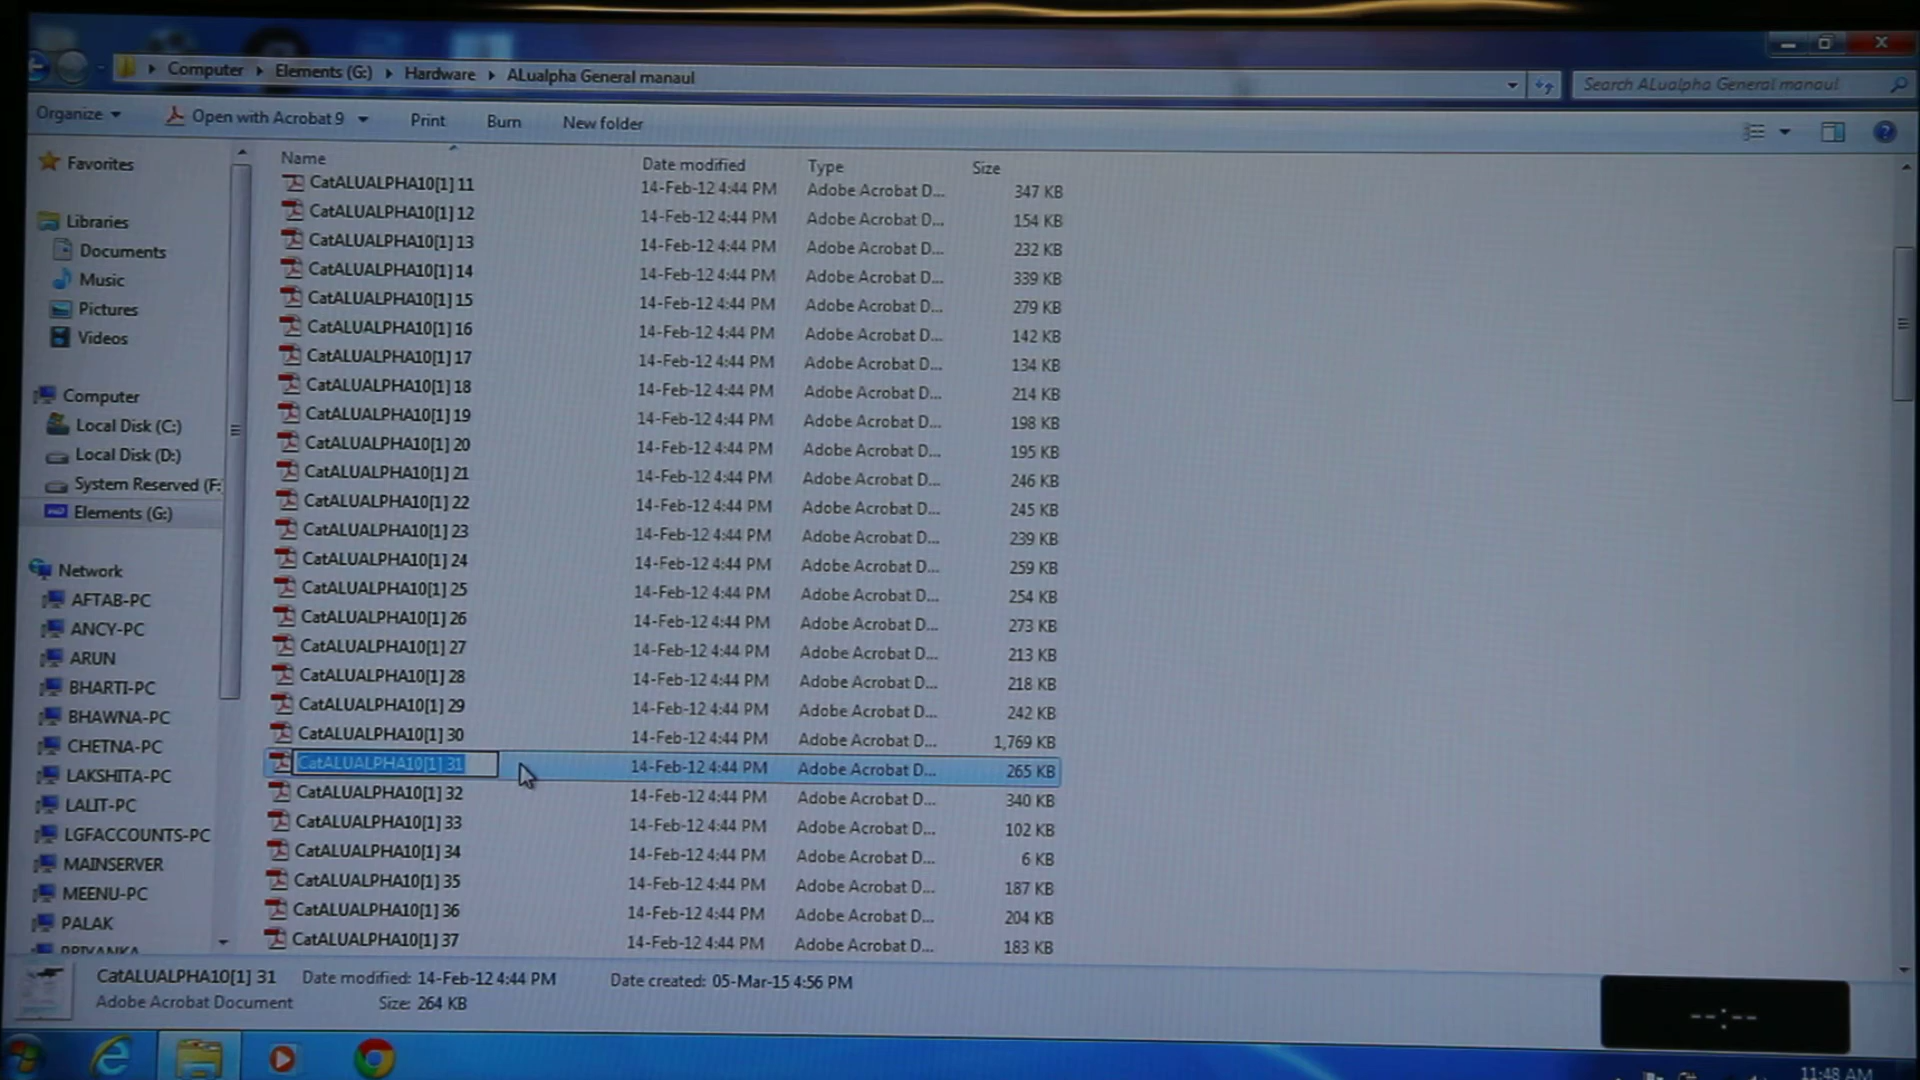 Computer Elements (G:) Hardware ALualpha General manaul
Search ALualpha General manaul
Organize Open with Acrobat 9 Print Burn New folder
Favorites
Libraries
Documents
Music
Pictures
Videos
Computer
Local Disk (C:)
Local Disk (D:)
System Reserved (F:
Elements (G:)
Network
AFTAB-PC
ANCY-PC
ARUN
BHARTI-PC
BHAWNA-PC
CHETNA-PC
LAKSHITA-PC
LALIT-PC
LGFACCOUNTS-PC
MAINSERVER
MEENU-PC
PALAK
PRIYANKA
Name Date modified Type Size
CatALUALPHA10[1] 11 14-Feb-12 4:44 PM Adobe Acrobat D... 347 KB
CatALUALPHA10[1] 12 14-Feb-12 4:44 PM Adobe Acrobat D... 154 KB
CatALUALPHA10[1] 13 14-Feb-12 4:44 PM Adobe Acrobat D... 232 KB
CatALUALPHA10[1] 14 14-Feb-12 4:44 PM Adobe Acrobat D... 339 KB
CatALUALPHA10[1] 15 14-Feb-12 4:44 PM Adobe Acrobat D... 279 KB
CatALUALPHA10[1] 16 14-Feb-12 4:44 PM Adobe Acrobat D... 142 KB
CatALUALPHA10[1] 17 14-Feb-12 4:44 PM Adobe Acrobat D... 134 KB
CatALUALPHA10[1] 18 14-Feb-12 4:44 PM Adobe Acrobat D... 214 KB
CatALUALPHA10[1] 19 14-Feb-12 4:44 PM Adobe Acrobat D... 198 KB
CatALUALPHA10[1] 20 14-Feb-12 4:44 PM Adobe Acrobat D... 195 KB
CatALUALPHA10[1] 21 14-Feb-12 4:44 PM Adobe Acrobat D... 246 KB
CatALUALPHA10[1] 22 14-Feb-12 4:44 PM Adobe Acrobat D... 245 KB
CatALUALPHA10[1] 23 14-Feb-12 4:44 PM Adobe Acrobat D... 239 KB
CatALUALPHA10[1] 24 14-Feb-12 4:44 PM Adobe Acrobat D... 259 KB
CatALUALPHA10[1] 25 14-Feb-12 4:44 PM Adobe Acrobat D... 254 KB
CatALUALPHA10[1] 26 14-Feb-12 4:44 PM Adobe Acrobat D... 273 KB
CatALUALPHA10[1] 27 14-Feb-12 4:44 PM Adobe Acrobat D... 213 KB
CatALUALPHA10[1] 28 14-Feb-12 4:44 PM Adobe Acrobat D... 218 KB
CatALUALPHA10[1] 29 14-Feb-12 4:44 PM Adobe Acrobat D... 242 KB
CatALUALPHA10[1] 30 14-Feb-12 4:44 PM Adobe Acrobat D... 1,769 KB
CatALUALPHA10[1] 31 14-Feb-12 4:44 PM Adobe Acrobat D... 265 KB
CatALUALPHA10[1] 32 14-Feb-12 4:44 PM Adobe Acrobat D... 340 KB
CatALUALPHA10[1] 33 14-Feb-12 4:44 PM Adobe Acrobat D... 102 KB
CatALUALPHA10[1] 34 14-Feb-12 4:44 PM Adobe Acrobat D... 6 KB
CatALUALPHA10[1] 35 14-Feb-12 4:44 PM Adobe Acrobat D... 187 KB
CatALUALPHA10[1] 36 14-Feb-12 4:44 PM Adobe Acrobat D... 204 KB
CatALUALPHA10[1] 37 14-Feb-12 4:44 PM Adobe Acrobat D... 183 KB
CatALUALPHA10[1] 31 Date modified: 14-Feb-12 4:44 PM Date created: 05-Mar-15 4:56 PM
Adobe Acrobat Document Size: 264 KB
--:--
11:48 AM